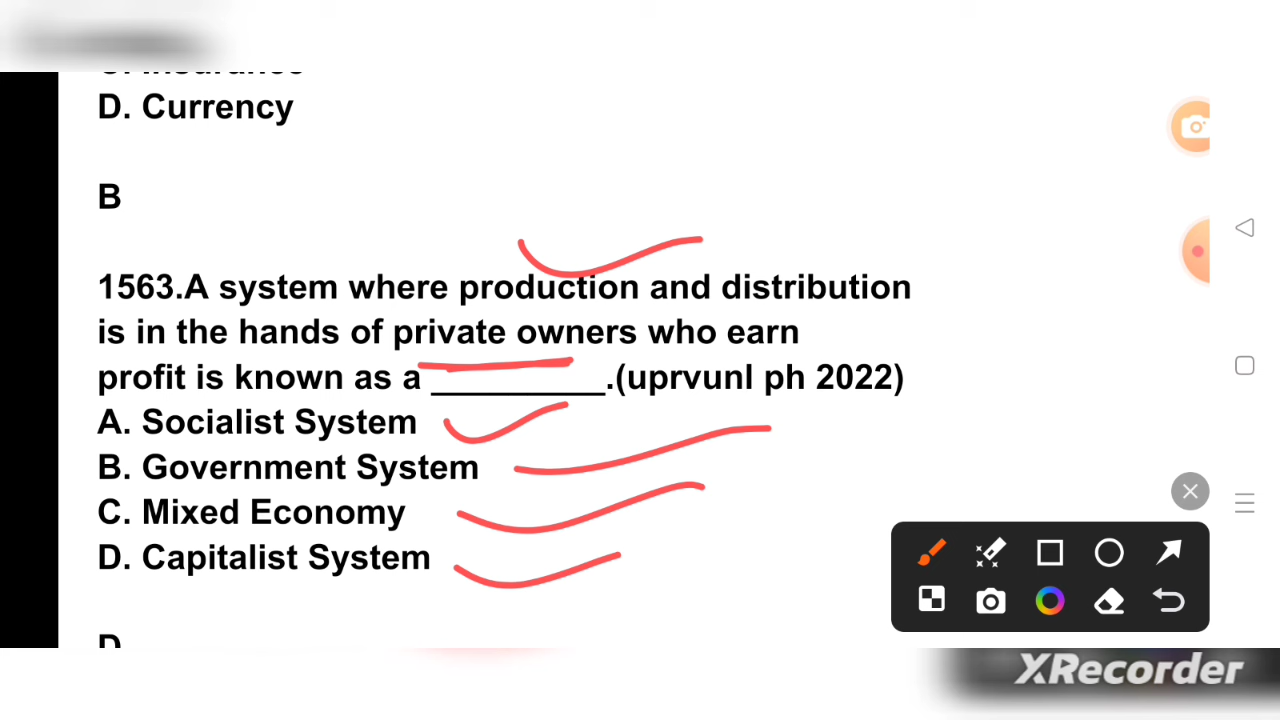 D. Currency
B
1563.A system where production and distribution
is in the hands of private owners who earn
profit is known as a _________.(uprvunl ph 2022)
A. Socialist System
B. Government System
C. Mixed Economy
D. Capitalist System
XRecorder